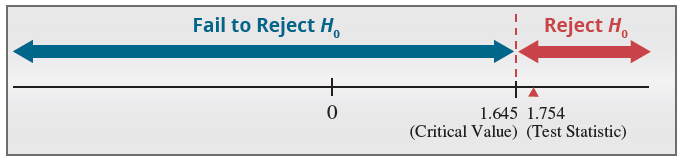 Fail to Reject H₀
Reject H₀
0
1.645
1.754
(Critical Value)
(Test Statistic)